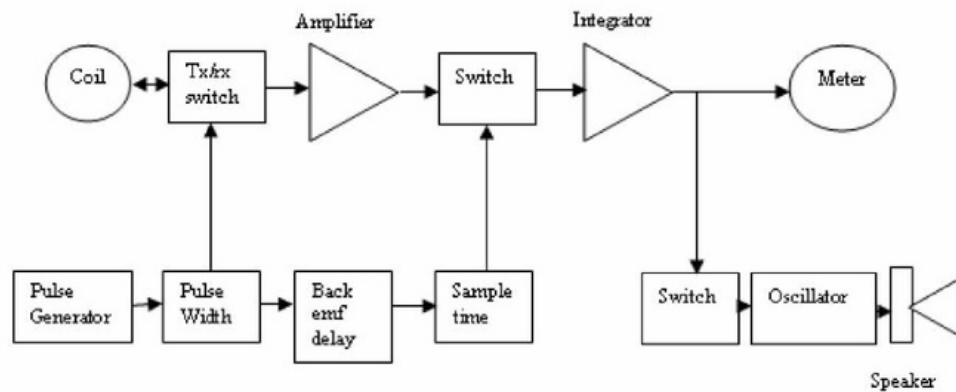 Amplifier
Integrator
Coil
Tx/rx
switch
Switch
Meter
Pulse
Generator
Pulse
Width
Back
emf
delay
Sample
time
Switch
Oscillator
Speaker